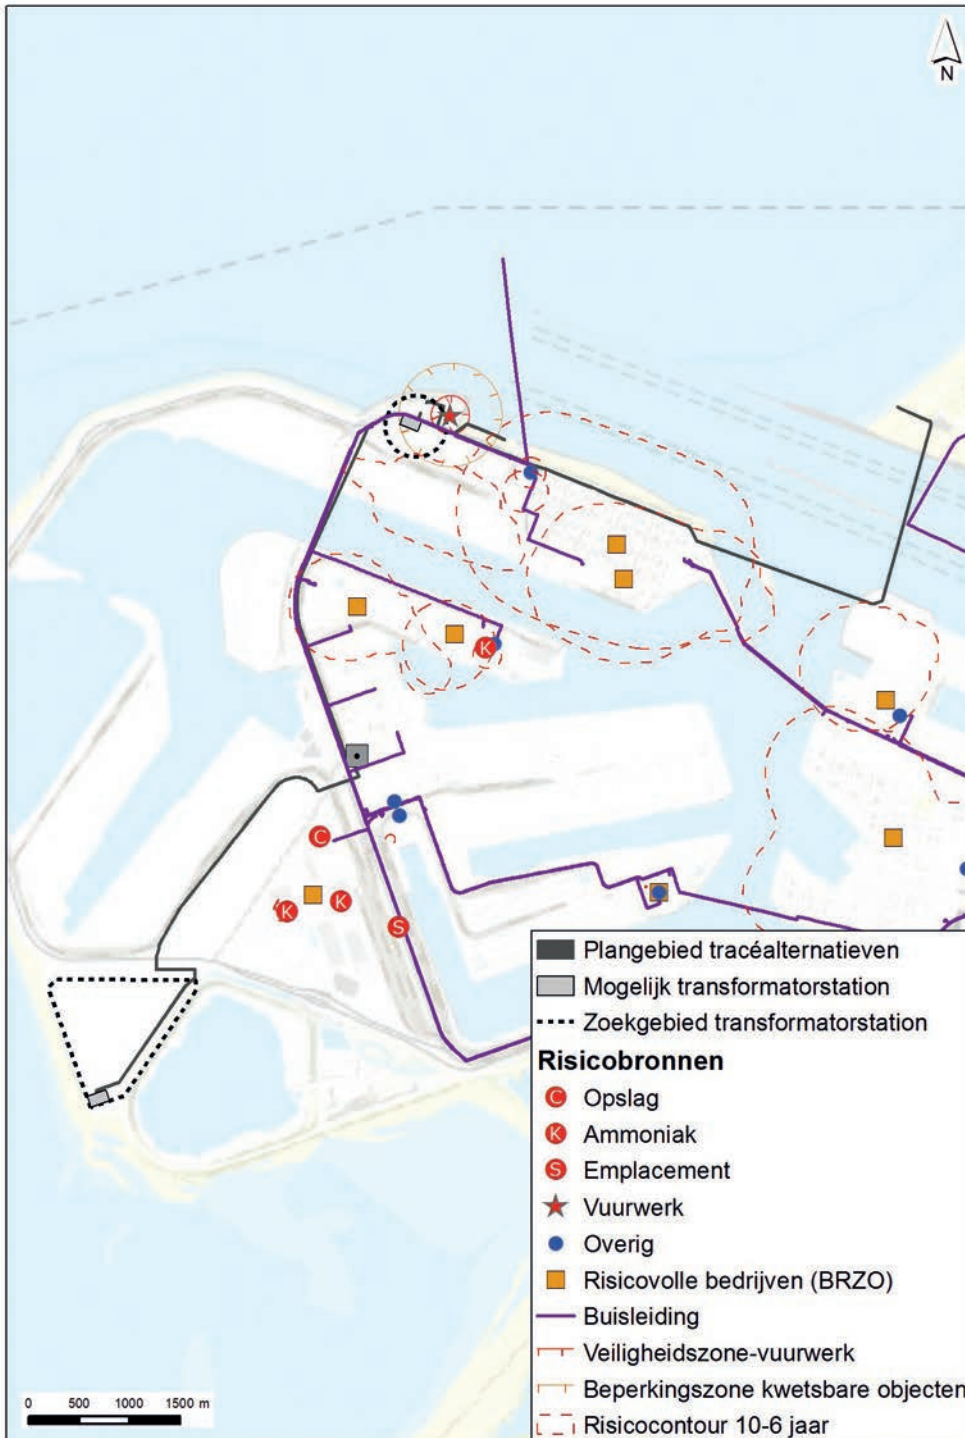 N
K
C
K
K
S
Plangebied tracéalternatieven
Mogelijk transformatorstation
Zoekgebied transformatorstation
Risicobronnen
C Opslag
K Ammoniak
S Emplacement
Vuurwerk
Overig
Risicovolle bedrijven (BRZO)
Buisleiding
Veiligheidszone-vuurwerk
Beperkingszone kwetsbare objecten
Risicocontour 10-6 jaar
0 500 1000 1500 m